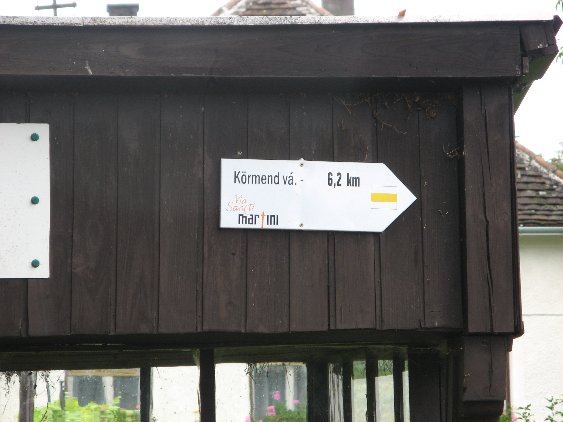 Körmend vá. - 6,2 km
Via
Sancti
martini